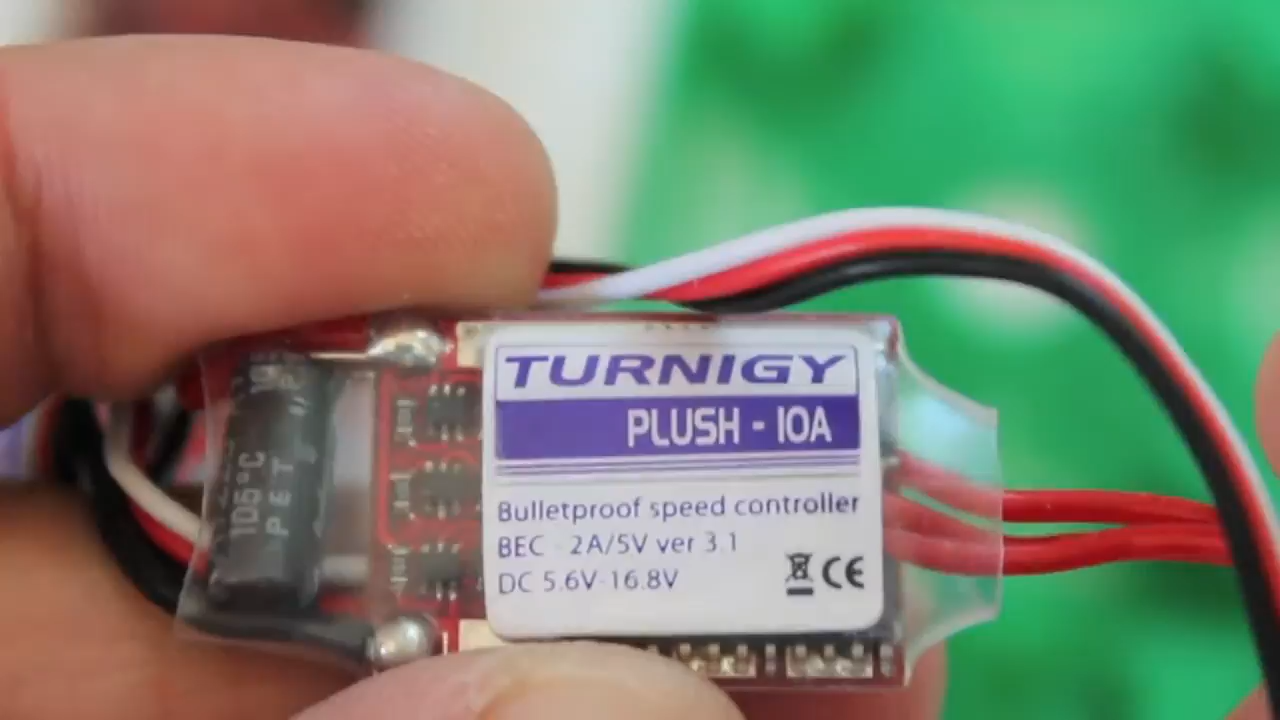 TURNIGY
PLUSH - 10A
Bulletproof speed controller
BEC - 2A/5V ver 3.1
DC 5.6V-16.8V
CE
105°C
PET